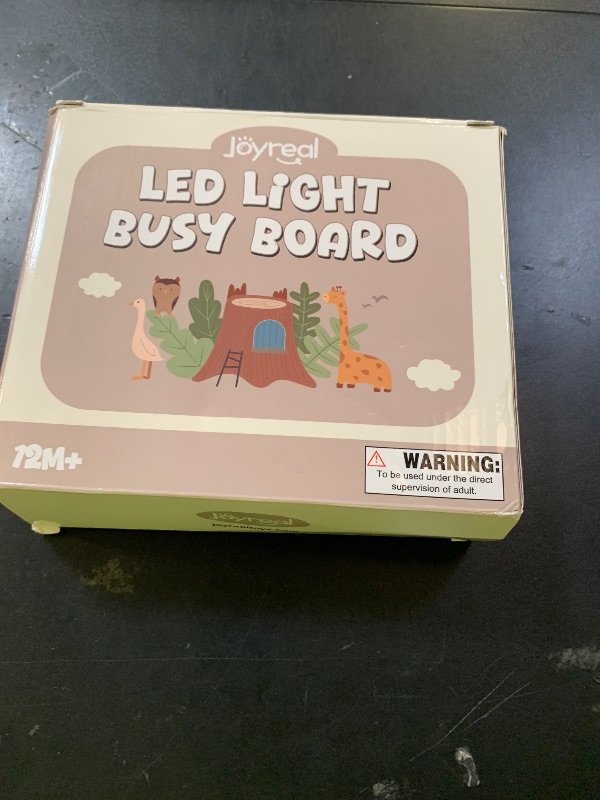 Joyreal
LED LiGHT
BUSY BOARD
12M+
WARNING:
To be used under the direct
supervision of adult.
Joyreal